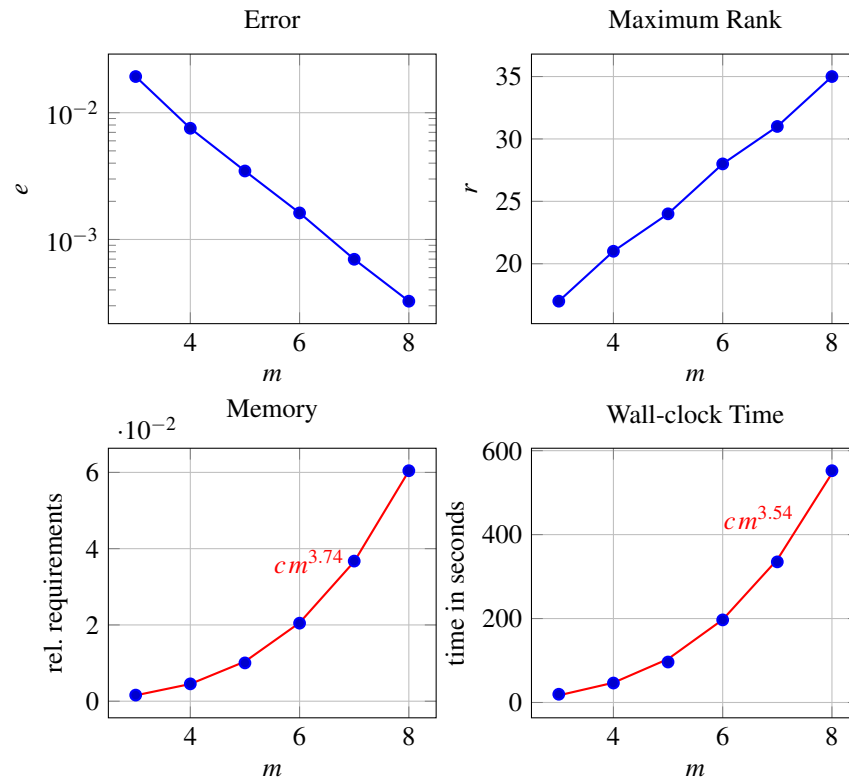 Error
e
10⁻²
10⁻³
4 6 8
m
Maximum Rank
r
35
30
25
20
4 6 8
m
Memory
·10⁻²
rel. requirements
6
4
2
0
cm³·⁷⁴
4 6 8
m
Wall-clock Time
time in seconds
600
400
200
0
cm³·⁵⁴
4 6 8
m